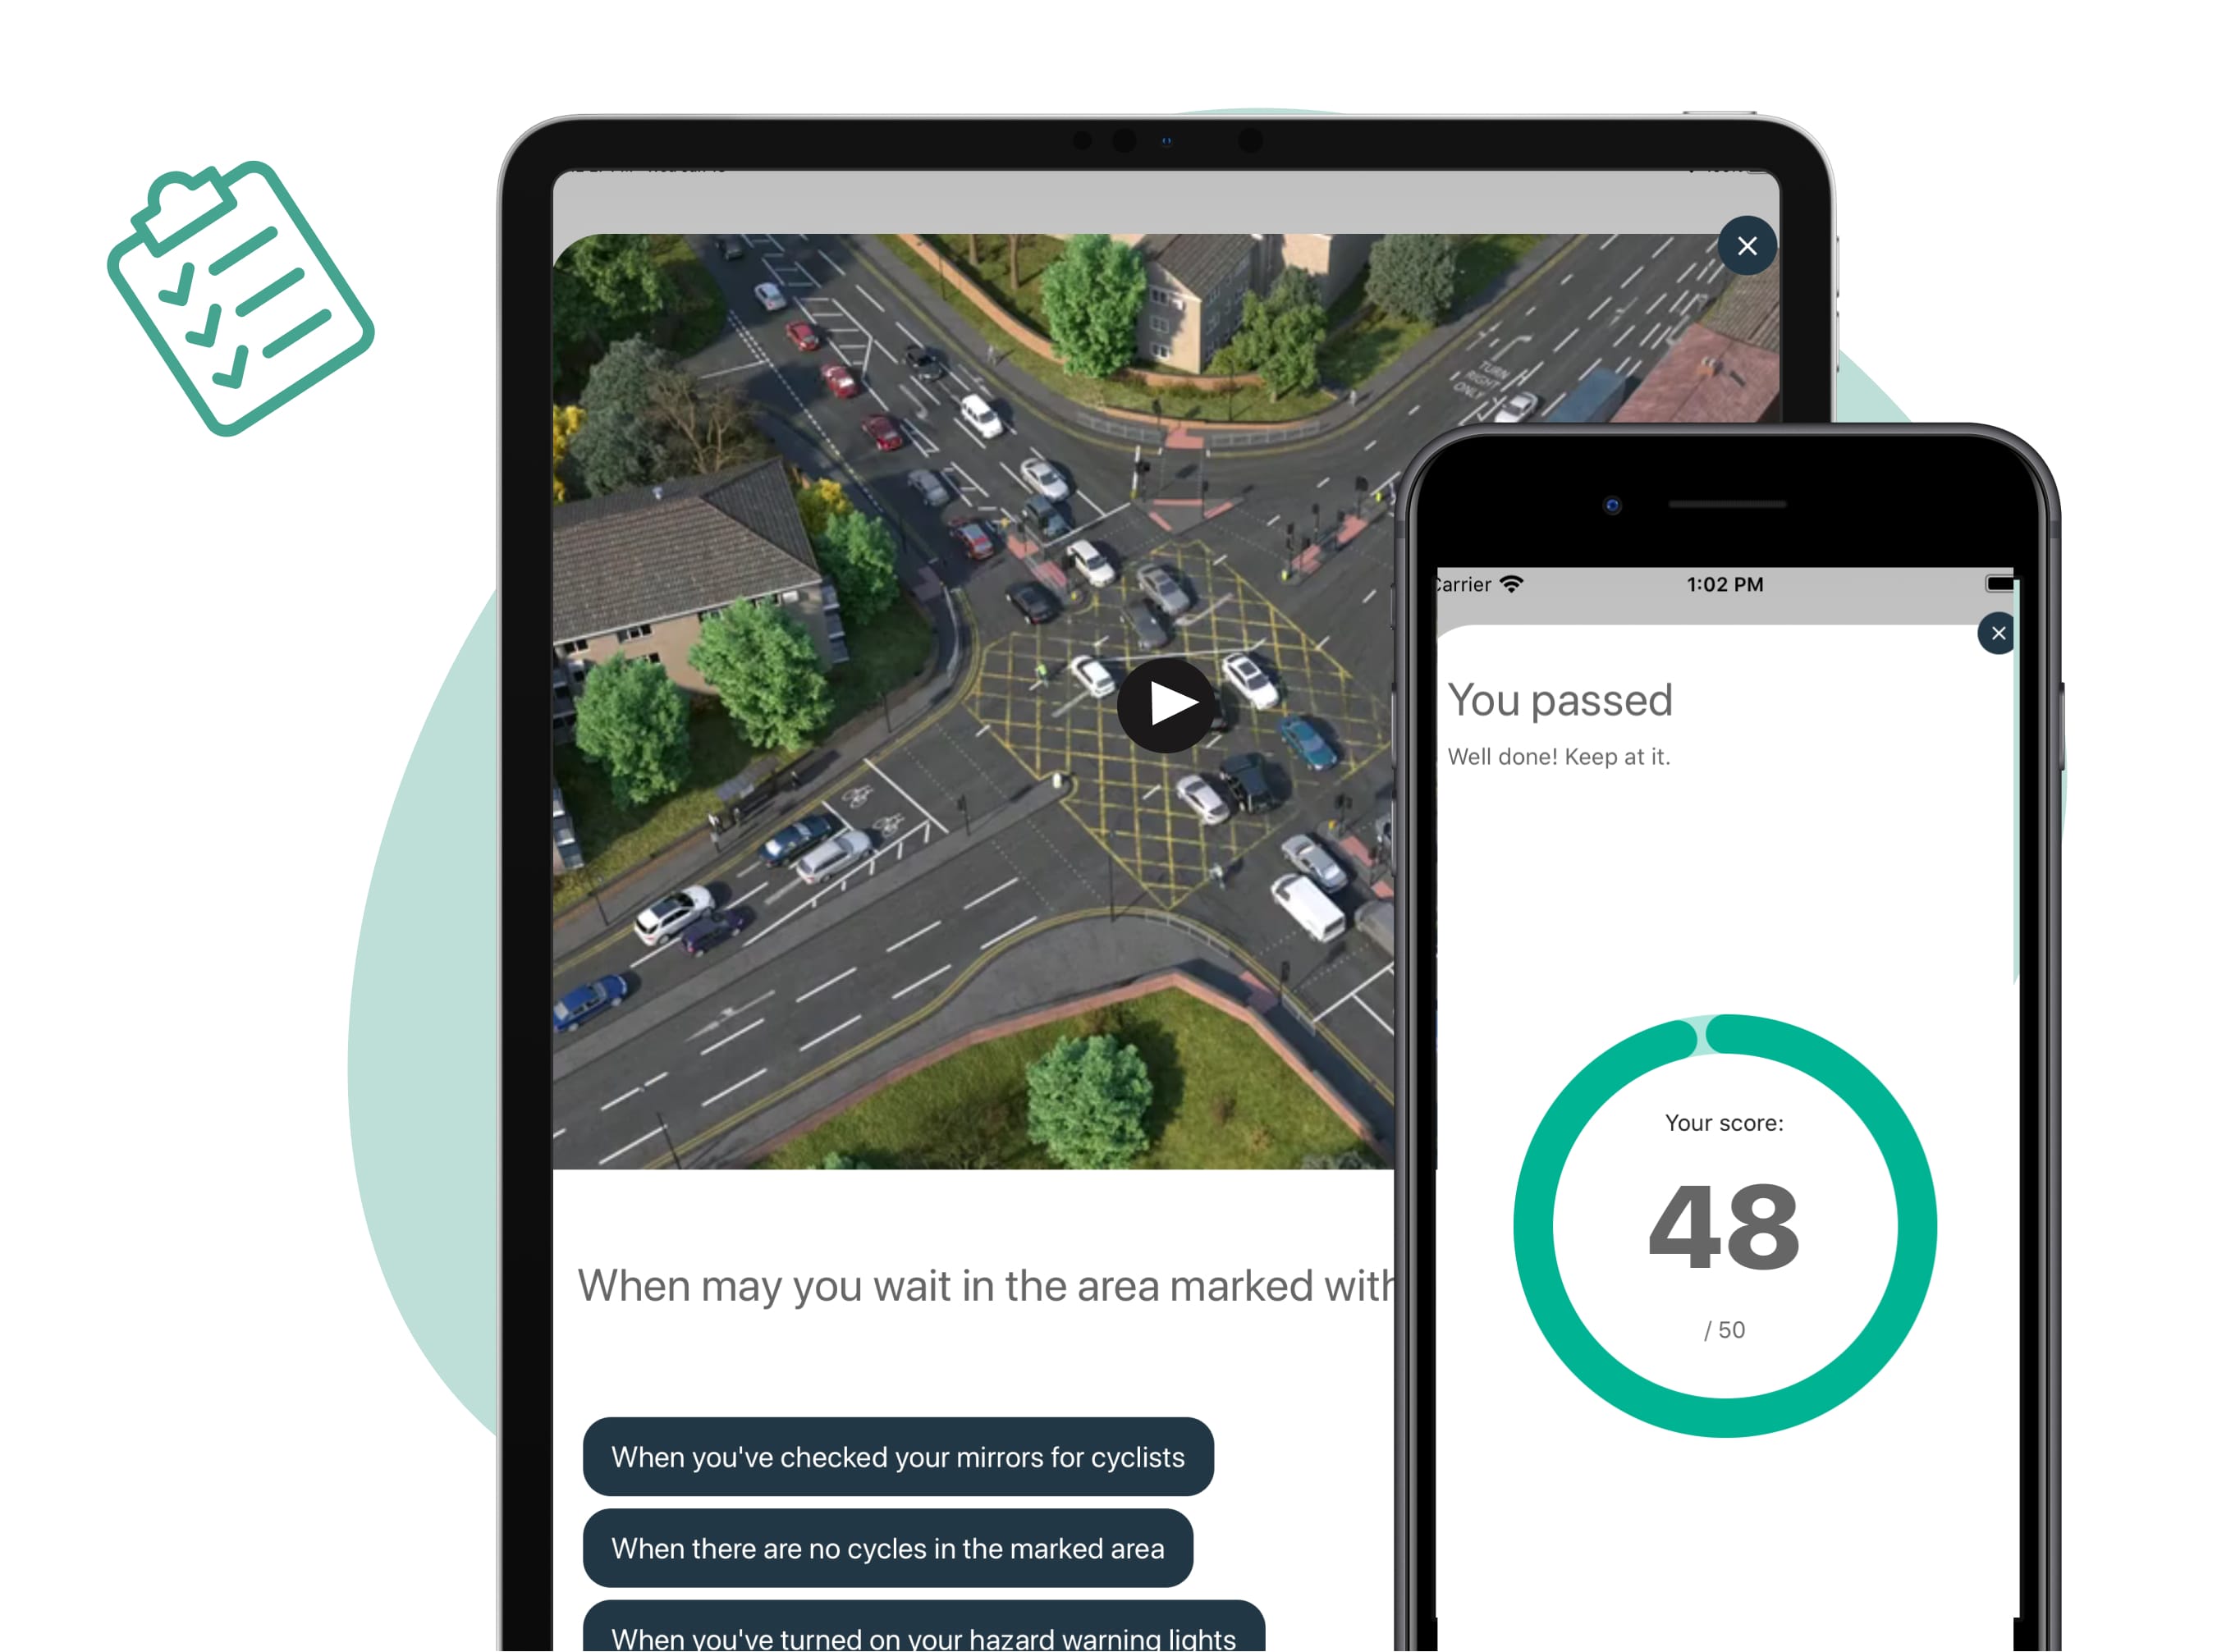 TURN
RIGHT
ONLY
Carrier
1:02 PM
You passed
Well done! Keep at it.
Your score:
48
/ 50
When may you wait in the area marked with
When you've checked your mirrors for cyclists
When there are no cycles in the marked area
When you've turned on your hazard warning lights